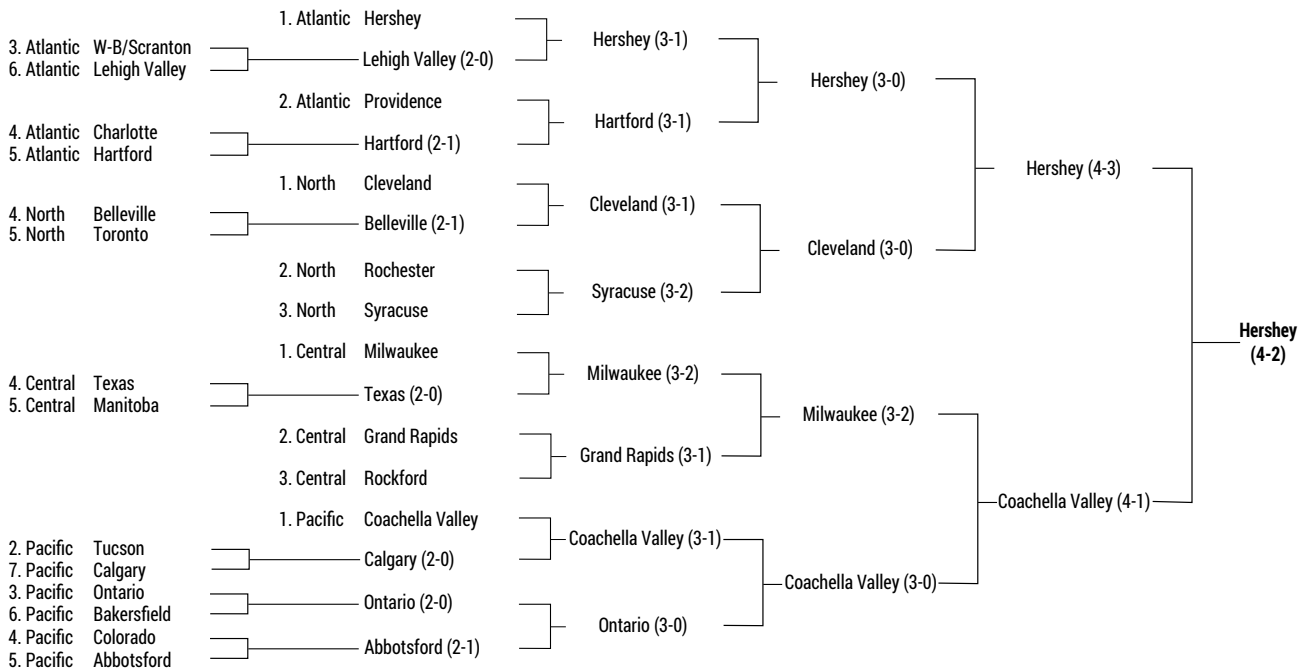 3. Atlantic W-B/Scranton
6. Atlantic Lehigh Valley
4. Atlantic Charlotte
5. Atlantic Hartford
4. North Belleville
5. North Toronto
4. Central Texas
5. Central Manitoba
2. Pacific Tucson
7. Pacific Calgary
3. Pacific Ontario
6. Pacific Bakersfield
4. Pacific Colorado
5. Pacific Abbotsford
1. Atlantic Hershey
Lehigh Valley (2-0)
2. Atlantic Providence
Hartford (2-1)
1. North Cleveland
Belleville (2-1)
2. North Rochester
3. North Syracuse
1. Central Milwaukee
Texas (2-0)
2. Central Grand Rapids
3. Central Rockford
1. Pacific Coachella Valley
Calgary (2-0)
Ontario (2-0)
Abbotsford (2-1)
Hershey (3-1)
Hartford (3-1)
Cleveland (3-1)
Syracuse (3-2)
Milwaukee (3-2)
Grand Rapids (3-1)
Coachella Valley (3-1)
Ontario (3-0)
Hershey (3-0)
Cleveland (3-0)
Milwaukee (3-2)
Coachella Valley (3-0)
Hershey (4-3)
Coachella Valley (4-1)
Hershey
(4-2)